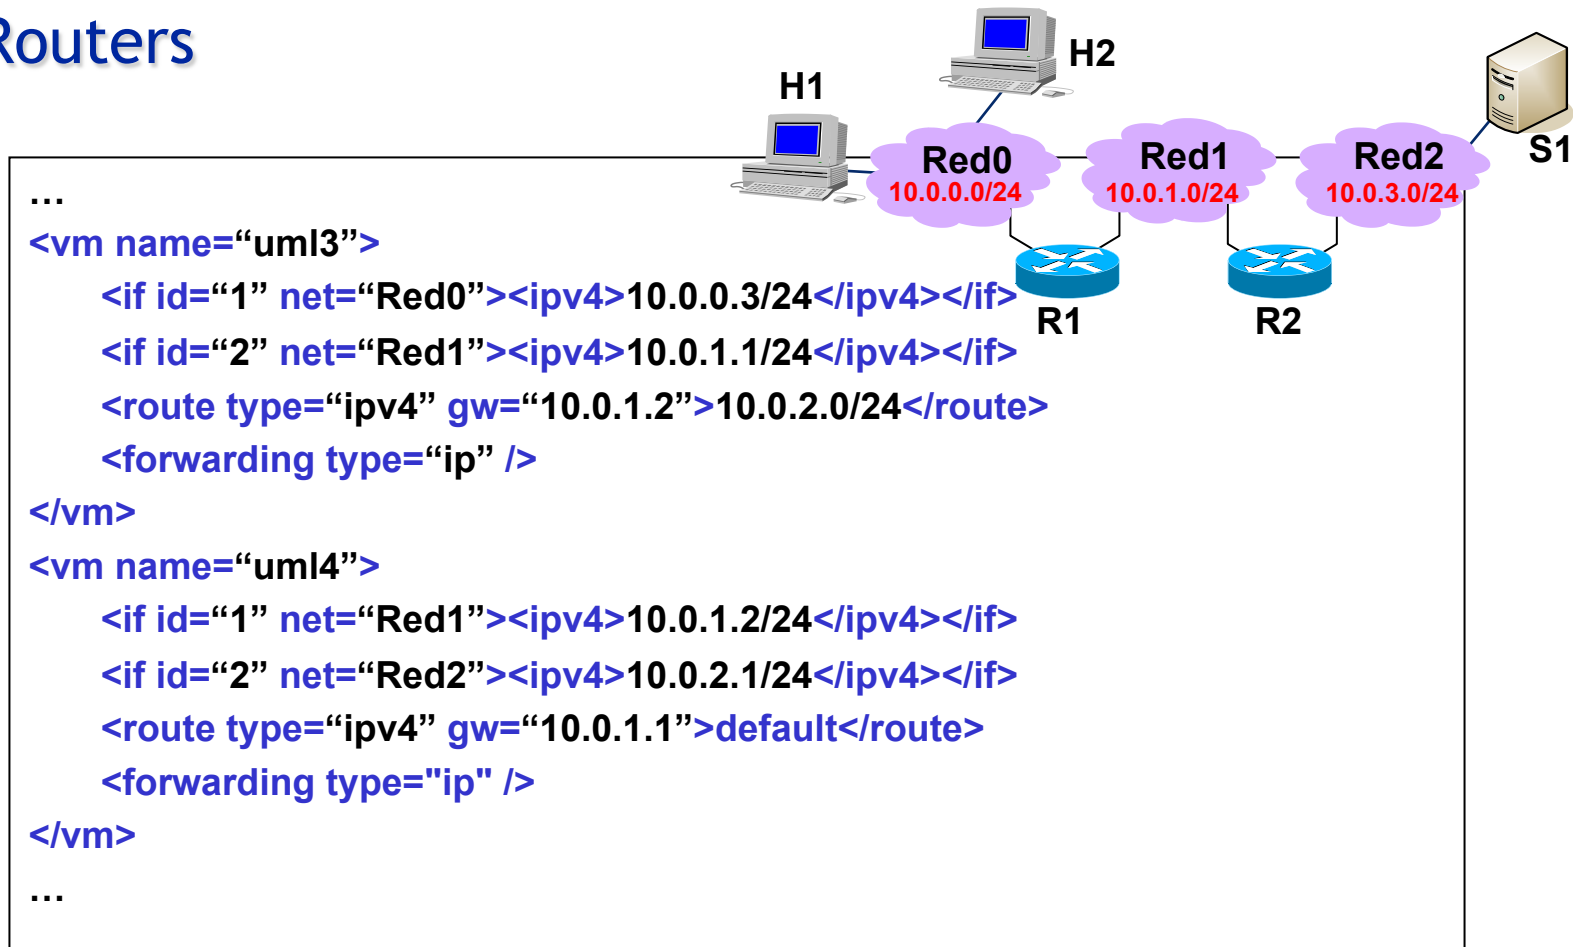 Routers
H2
H1
S1
Red0
10.0.0.0/24
Red1
10.0.1.0/24
Red2
10.0.3.0/24
R1
R2
…
<vm name=“uml3”>
<if id=“1” net=“Red0”><ipv4>10.0.0.3/24</ipv4></if>
<if id=“2” net=“Red1”><ipv4>10.0.1.1/24</ipv4></if>
<route type=“ipv4” gw=“10.0.1.2”>10.0.2.0/24</route>
<forwarding type=“ip” />
</vm>
<vm name=“uml4”>
<if id=“1” net=“Red1”><ipv4>10.0.1.2/24</ipv4></if>
<if id=“2” net=“Red2”><ipv4>10.0.2.1/24</ipv4></if>
<route type=“ipv4” gw=“10.0.1.1”>default</route>
<forwarding type="ip" />
</vm>
…